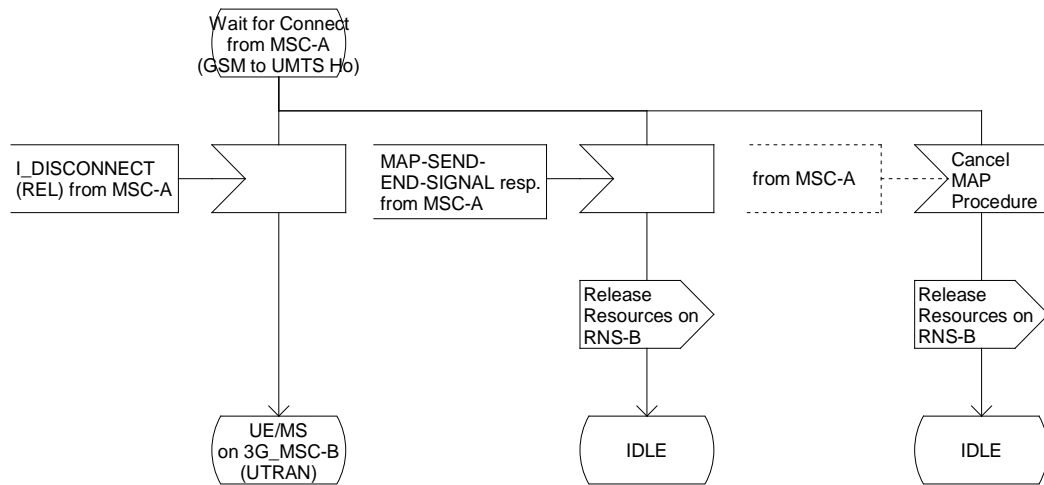 Wait for Connect
from MSC-A
(GSM to UMTS Ho)
I_DISCONNECT
(REL) from MSC-A
MAP-SEND-
END-SIGNAL resp.
from MSC-A
from MSC-A
Cancel
MAP
Procedure
Release
Resources on
RNS-B
Release
Resources on
RNS-B
UE/MS
on 3G_MSC-B
(UTRAN)
IDLE
IDLE